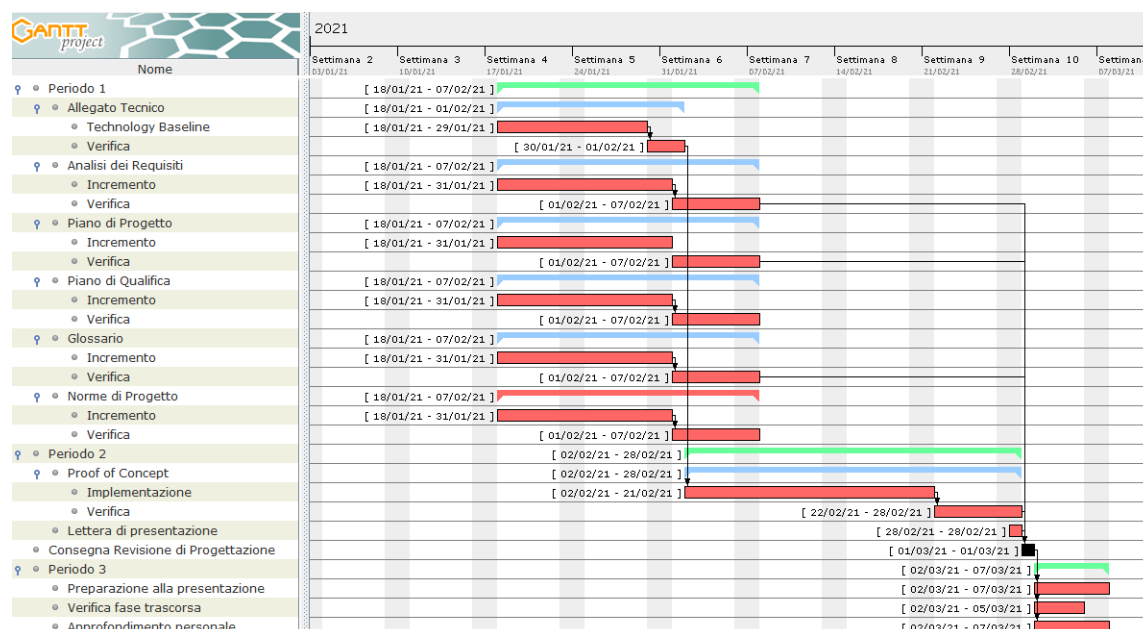 GANTT project
2021
Settimana 2 Settimana 3 Settimana 4 Settimana 5 Settimana 6 Settimana 7 Settimana 8 Settimana 9 Settimana 10 Settiman
03/01/21 10/01/21 17/01/21 24/01/21 31/01/21 07/02/21 14/02/21 21/02/21 28/02/21 07/03/21
Nome
Periodo 1 [ 18/01/21 - 07/02/21 ]
Allegato Tecnico [ 18/01/21 - 01/02/21 ]
Technology Baseline [ 18/01/21 - 29/01/21 ]
Verifica [ 30/01/21 - 01/02/21 ]
Analisi dei Requisiti [ 18/01/21 - 07/02/21 ]
Incremento [ 18/01/21 - 31/01/21 ]
Verifica [ 01/02/21 - 07/02/21 ]
Piano di Progetto [ 18/01/21 - 07/02/21 ]
Incremento [ 18/01/21 - 31/01/21 ]
Verifica [ 01/02/21 - 07/02/21 ]
Piano di Qualifica [ 18/01/21 - 07/02/21 ]
Incremento [ 18/01/21 - 31/01/21 ]
Verifica [ 01/02/21 - 07/02/21 ]
Glossario [ 18/01/21 - 07/02/21 ]
Incremento [ 18/01/21 - 31/01/21 ]
Verifica [ 01/02/21 - 07/02/21 ]
Norme di Progetto [ 18/01/21 - 07/02/21 ]
Incremento [ 18/01/21 - 31/01/21 ]
Verifica [ 01/02/21 - 07/02/21 ]
Periodo 2 [ 02/02/21 - 28/02/21 ]
Proof of Concept [ 02/02/21 - 28/02/21 ]
Implementazione [ 02/02/21 - 21/02/21 ]
Verifica [ 22/02/21 - 28/02/21 ]
Lettera di presentazione [ 28/02/21 - 28/02/21 ]
Consegna Revisione di Progettazione [ 01/03/21 - 01/03/21 ]
Periodo 3 [ 02/03/21 - 07/03/21 ]
Preparazione alla presentazione [ 02/03/21 - 07/03/21 ]
Verifica fase trascorsa [ 02/03/21 - 05/03/21 ]
Approfondimento personale [ 02/03/21 - 07/03/21 ]